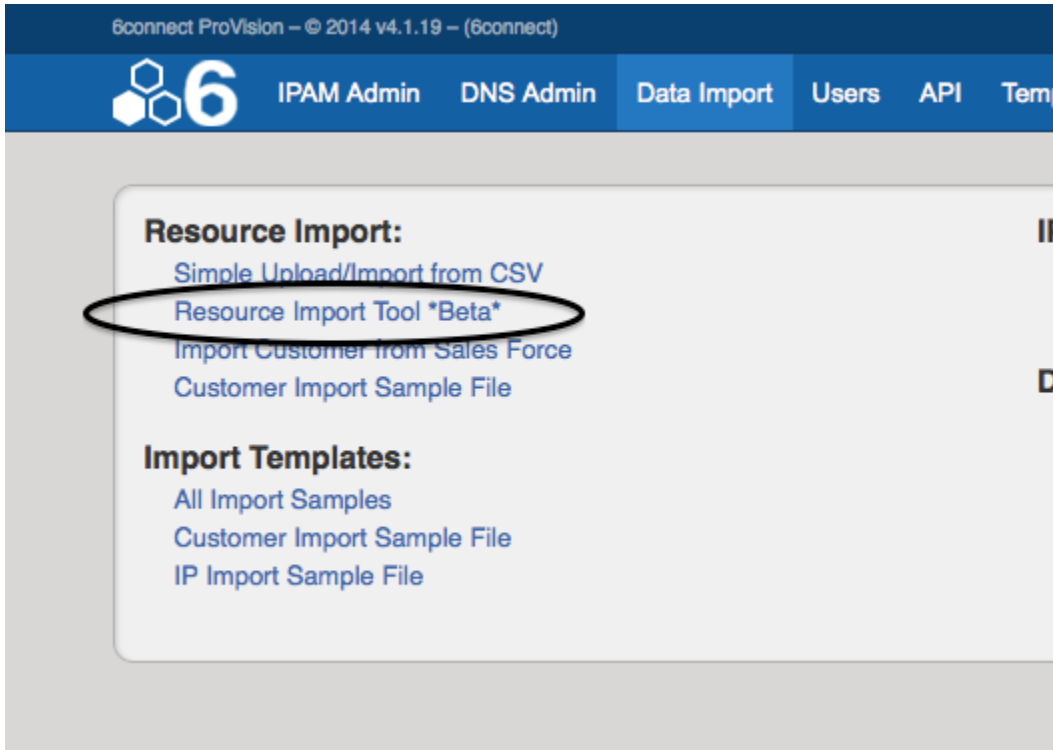 6connect ProVision – © 2014 v4.1.19 – (6connect)
6 IPAM Admin DNS Admin Data Import Users API Temp
Resource Import:
Simple Upload/Import from CSV
Resource Import Tool *Beta*
Import Customer from Sales Force
Customer Import Sample File
Import Templates:
All Import Samples
Customer Import Sample File
IP Import Sample File
I
D